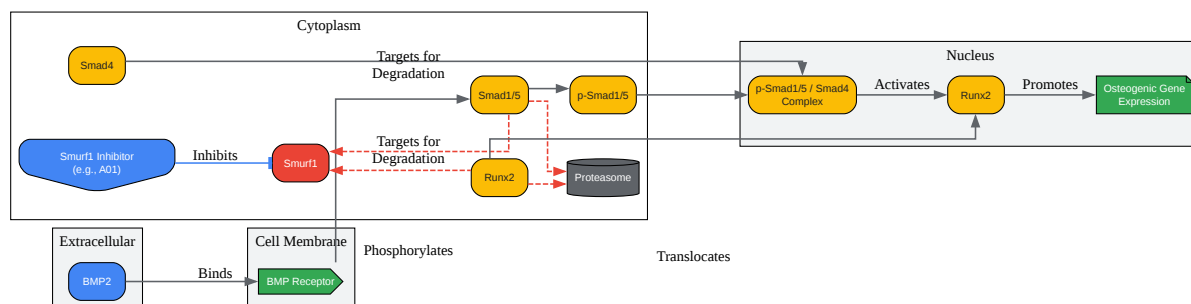 Cytoplasm
Smad4
Targets for
Degradation
Smad1/5
p-Smad1/5
Smurf1 Inhibitor
(e.g., A01)
Inhibits
Smurf1
Targets for
Degradation
Runx2
Proteasome
Nucleus
p-Smad1/5 / Smad4
Complex
Activates
Runx2
Promotes
Osteogenic Gene
Expression
Extracellular
BMP2
Binds
Cell Membrane
BMP Receptor
Phosphorylates
Translocates